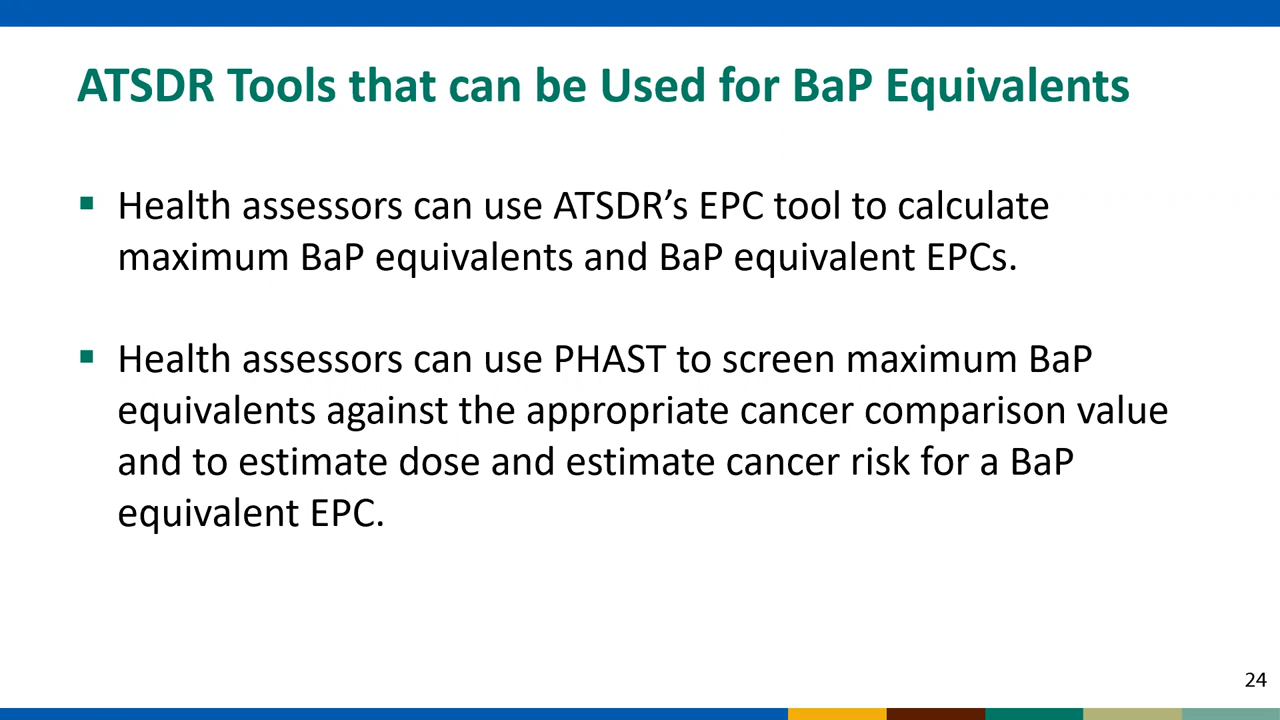 ATSDR Tools that can be Used for BaP Equivalents
▪ Health assessors can use ATSDR’s EPC tool to calculate
maximum BaP equivalents and BaP equivalent EPCs.
▪ Health assessors can use PHAST to screen maximum BaP
equivalents against the appropriate cancer comparison value
and to estimate dose and estimate cancer risk for a BaP
equivalent EPC.
24